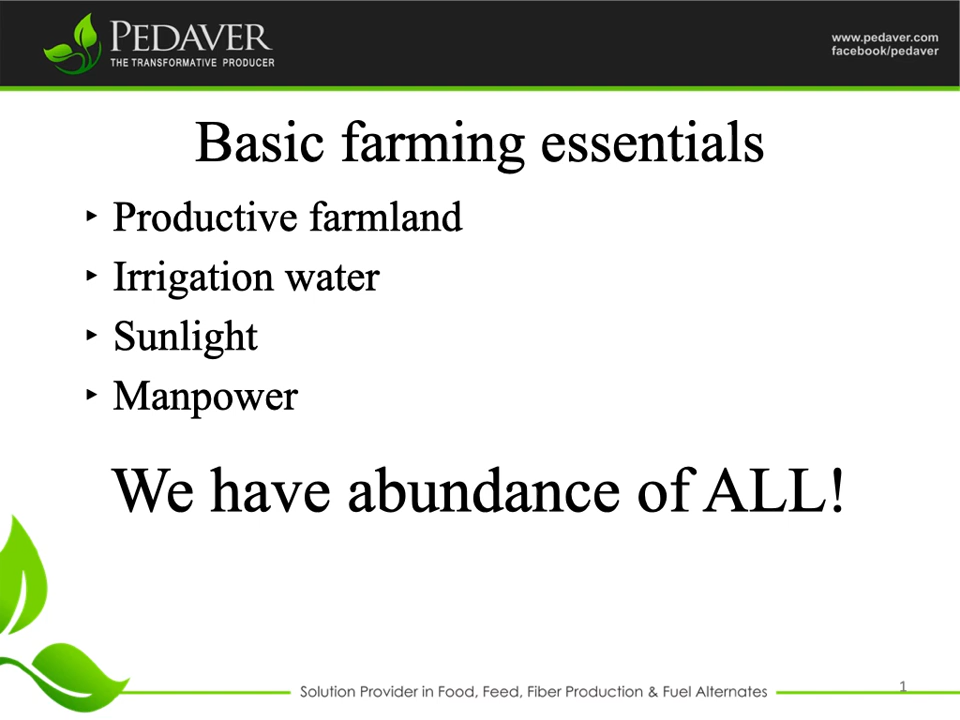 PEDAVER
THE TRANSFORMATIVE PRODUCER
www.pedaver.com
facebook/pedaver
Basic farming essentials
‣ Productive farmland
‣ Irrigation water
‣ Sunlight
‣ Manpower
We have abundance of ALL!
Solution Provider in Food, Feed, Fiber Production & Fuel Alternates
1